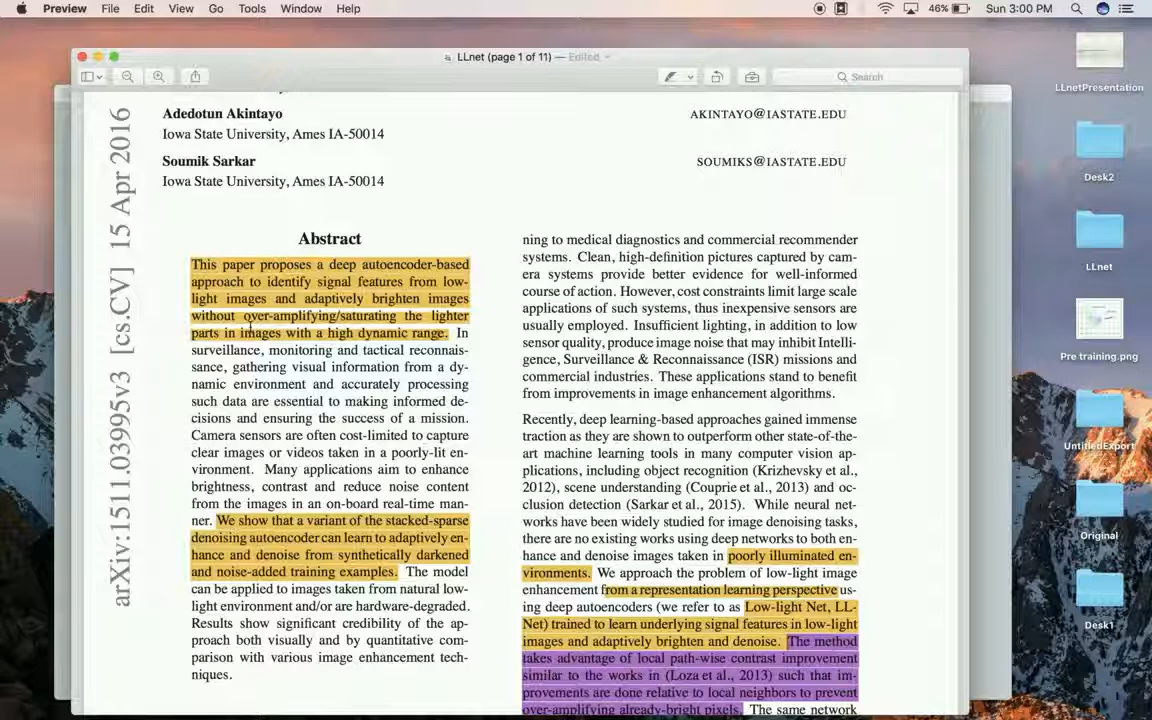 Preview File Edit View Go Tools Window Help
46% Sun 3:00 PM
LLnet (page 1 of 11) — Edited
Search
Adedotun Akintayo AKINTAYO@IASTATE.EDU
Iowa State University, Ames IA-50014
Soumik Sarkar SOUMIKS@IASTATE.EDU
Iowa State University, Ames IA-50014
arXiv:1511.03995v3 [cs.CV] 15 Apr 2016
Abstract
This paper proposes a deep autoencoder-based
approach to identify signal features from low-
light images and adaptively brighten images
without over-amplifying/saturating the lighter
parts in images with a high dynamic range. In
surveillance, monitoring and tactical reconnais-
sance, gathering visual information from a dy-
namic environment and accurately processing
such data are essential to making informed de-
cisions and ensuring the success of a mission.
Camera sensors are often cost-limited to capture
clear images or videos taken in a poorly-lit en-
vironment. Many applications aim to enhance
brightness, contrast and reduce noise content
from the images in an on-board real-time man-
ner. We show that a variant of the stacked-sparse
denoising autoencoder can learn to adaptively en-
hance and denoise from synthetically darkened
and noise-added training examples. The model
can be applied to images taken from natural low-
light environment and/or are hardware-degraded.
Results show significant credibility of the ap-
proach both visually and by quantitative com-
parison with various image enhancement tech-
niques.
ning to medical diagnostics and commercial recommender
systems. Clean, high-definition pictures captured by cam-
era systems provide better evidence for well-informed
course of action. However, cost constraints limit large scale
applications of such systems, thus inexpensive sensors are
usually employed. Insufficient lighting, in addition to low
sensor quality, produce image noise that may inhibit Intelli-
gence, Surveillance & Reconnaissance (ISR) missions and
commercial industries. These applications stand to benefit
from improvements in image enhancement algorithms.
Recently, deep learning-based approaches gained immense
traction as they are shown to outperform other state-of-the-
art machine learning tools in many computer vision ap-
plications, including object recognition (Krizhevsky et al.,
2012), scene understanding (Couprie et al., 2013) and oc-
clusion detection (Sarkar et al., 2015). While neural net-
works have been widely studied for image denoising tasks,
there are no existing works using deep networks to both en-
hance and denoise images taken in poorly illuminated en-
vironments. We approach the problem of low-light image
enhancement from a representation learning perspective us-
ing deep autoencoders (we refer to as Low-light Net, LL-
Net) trained to learn underlying signal features in low-light
images and adaptively brighten and denoise. The method
takes advantage of local path-wise contrast improvement
similar to the works in (Loza et al., 2013) such that im-
provements are done relative to local neighbors to prevent
over-amplifying already-bright pixels. The same network
LLnetPresentation
Desk2
LLnet
Pre training.png
UntitledExport
Original
Desk1